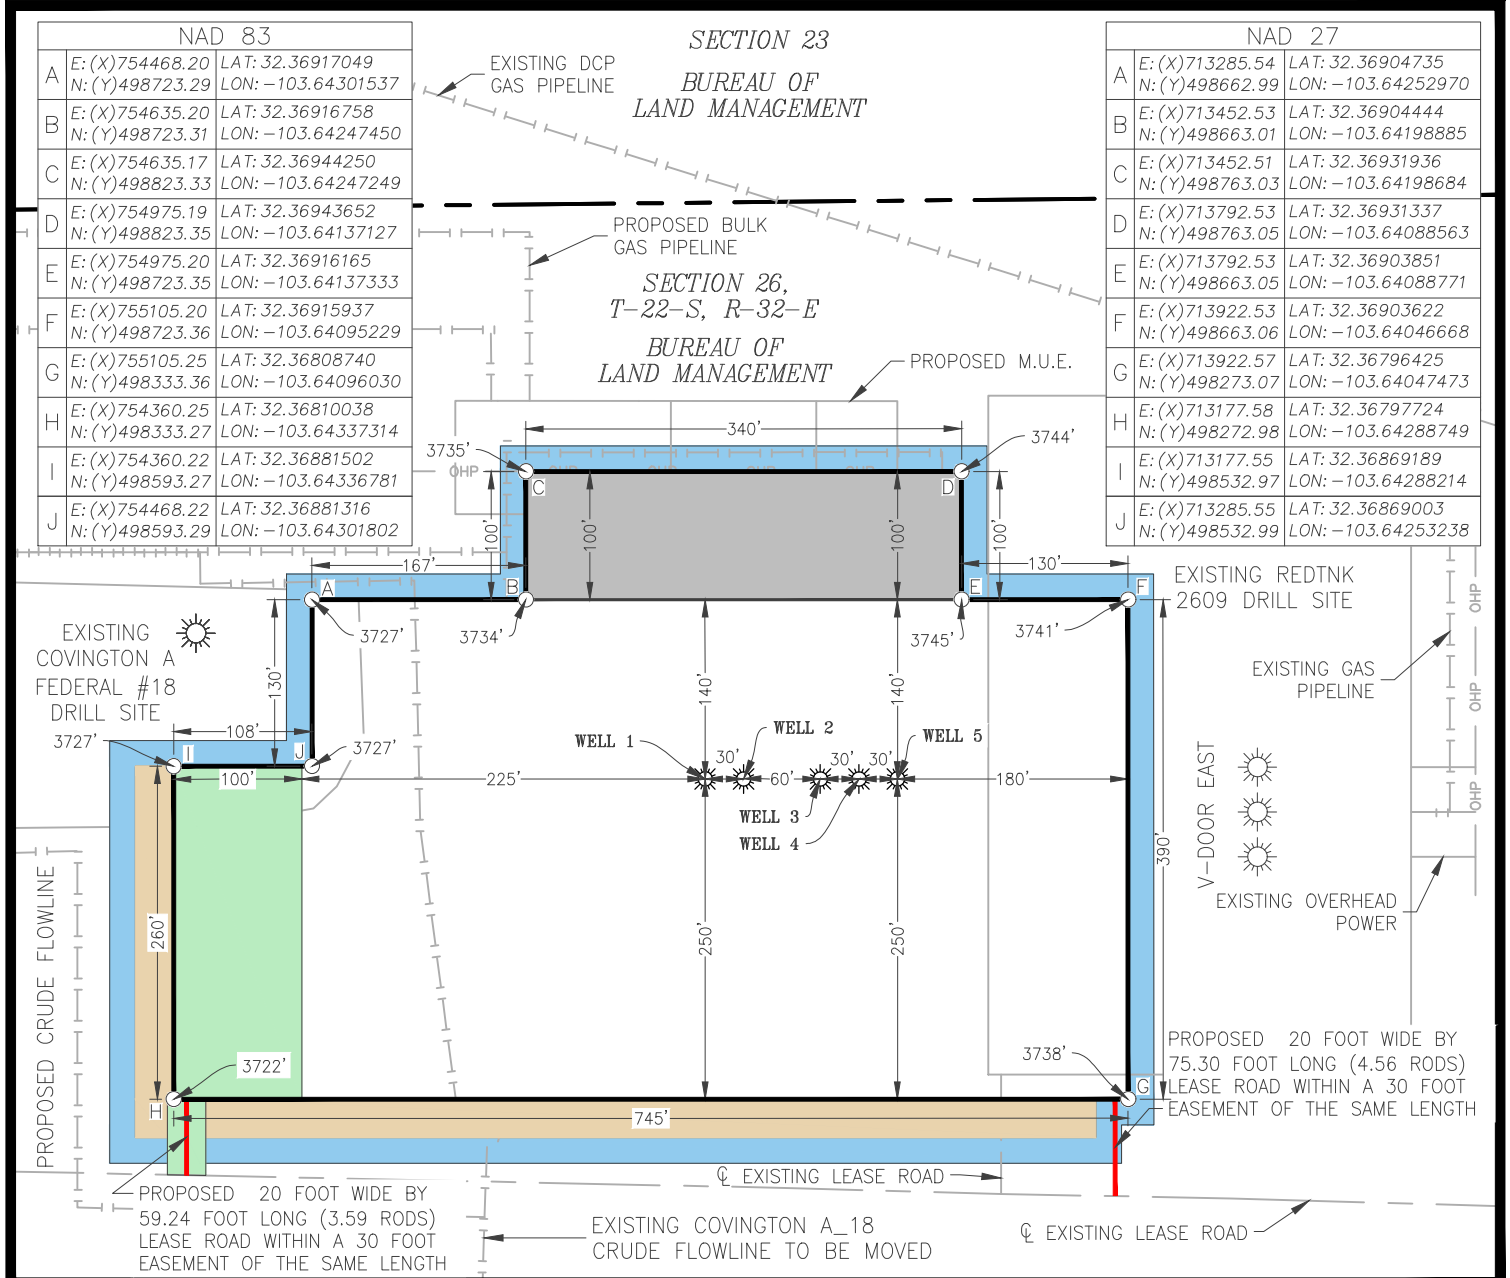 NAD 83
A E: (X)754468.20 LAT: 32.36917049
N: (Y)498723.29 LON: -103.64301537
B E: (X)754635.20 LAT: 32.36916758
N: (Y)498723.31 LON: -103.64247450
C E: (X)754635.17 LAT: 32.36944250
N: (Y)498823.33 LON: -103.64247249
D E: (X)754975.19 LAT: 32.36943652
N: (Y)498823.35 LON: -103.64137127
E E: (X)754975.20 LAT: 32.36916165
N: (Y)498723.35 LON: -103.64137333
F E: (X)755105.20 LAT: 32.36915937
N: (Y)498723.36 LON: -103.64095229
G E: (X)755105.25 LAT: 32.36808740
N: (Y)498333.36 LON: -103.64096030
H E: (X)754360.25 LAT: 32.36810038
N: (Y)498333.27 LON: -103.64337314
I E: (X)754360.22 LAT: 32.36881502
N: (Y)498593.27 LON: -103.64336781
J E: (X)754468.22 LAT: 32.36881316
N: (Y)498593.29 LON: -103.64301802
NAD 27
A E: (X)713285.54 LAT: 32.36904735
N: (Y)498662.99 LON: -103.64252970
B E: (X)713452.53 LAT: 32.36904444
N: (Y)498663.01 LON: -103.64198885
C E: (X)713452.51 LAT: 32.36931936
N: (Y)498763.03 LON: -103.64198684
D E: (X)713792.53 LAT: 32.36931337
N: (Y)498763.05 LON: -103.64088563
E E: (X)713792.53 LAT: 32.36903851
N: (Y)498663.05 LON: -103.64088771
F E: (X)713922.53 LAT: 32.36903622
N: (Y)498663.06 LON: -103.64046668
G E: (X)713922.57 LAT: 32.36796425
N: (Y)498273.07 LON: -103.64047473
H E: (X)713177.58 LAT: 32.36797724
N: (Y)498272.98 LON: -103.64288749
I E: (X)713177.55 LAT: 32.36869189
N: (Y)498532.97 LON: -103.64288214
J E: (X)713285.55 LAT: 32.36869003
N: (Y)498532.99 LON: -103.64253238
SECTION 23
BUREAU OF
LAND MANAGEMENT
EXISTING DCP
GAS PIPELINE
PROPOSED BULK
GAS PIPELINE
SECTION 26,
T-22-S, R-32-E
BUREAU OF
LAND MANAGEMENT
PROPOSED M.U.E.
340'
3735'
3744'
OHP
OHP
OHP
OHP
OHP
C
D
100'
100'
100'
100'
167'
130'
A
B
E
F
3727'
3734'
3745'
3741'
EXISTING REDTNK
2609 DRILL SITE
EXISTING
COVINGTON A
FEDERAL #18
DRILL SITE
130'
140'
140'
EXISTING GAS
PIPELINE
OHP
OHP
OHP
108'
3727'
I
J
3727'
WELL 1
WELL 2
WELL 5
30'
30'
30'
100'
225'
60'
180'
WELL 3
WELL 4
V-DOOR EAST
390'
EXISTING OVERHEAD
POWER
PROPOSED CRUDE FLOWLINE
260'
250'
250'
3722'
3738'
H
G
745'
PROPOSED 20 FOOT WIDE BY
75.30 FOOT LONG (4.56 RODS)
LEASE ROAD WITHIN A 30 FOOT
EASEMENT OF THE SAME LENGTH
℄ EXISTING LEASE ROAD
PROPOSED 20 FOOT WIDE BY
59.24 FOOT LONG (3.59 RODS)
LEASE ROAD WITHIN A 30 FOOT
EASEMENT OF THE SAME LENGTH
EXISTING COVINGTON A_18
CRUDE FLOWLINE TO BE MOVED
℄ EXISTING LEASE ROAD